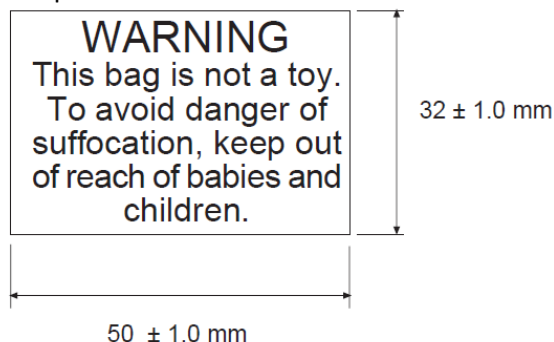 WARNING
This bag is not a toy.
To avoid danger of
suffocation, keep out
of reach of babies and
children.
32 ± 1.0 mm
50 ± 1.0 mm